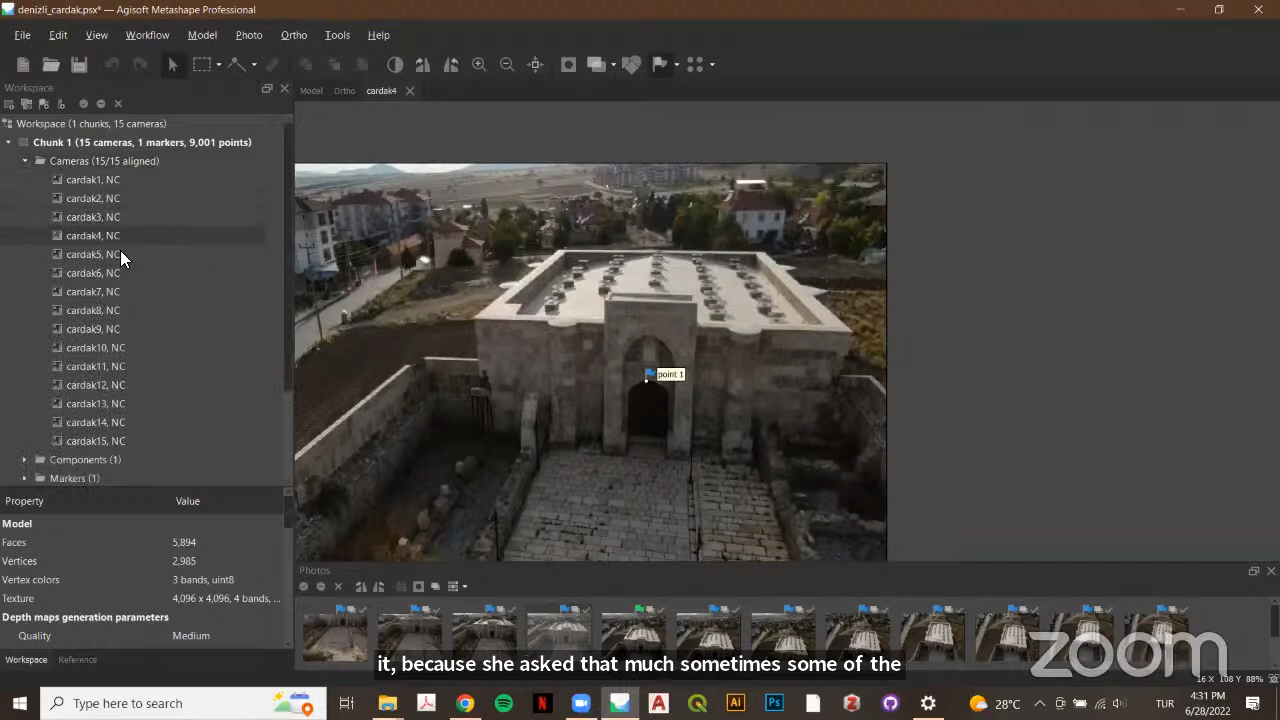 denizli_cardak.psx* — Agisoft Metashape Professional
File Edit View Workflow Model Photo Ortho Tools Help
Workspace
Model Ortho cardak4
Workspace (1 chunks, 15 cameras)
Chunk 1 (15 cameras, 1 markers, 9,001 points)
Cameras (15/15 aligned)
cardak1, NC
cardak2, NC
cardak3, NC
cardak4, NC
cardak5, NC
cardak6, NC
cardak7, NC
cardak8, NC
cardak9, NC
cardak10, NC
cardak11, NC
cardak12, NC
cardak13, NC
cardak14, NC
cardak15, NC
Components (1)
Markers (1)
point 1
Property Value
Model
Faces 5,894
Vertices 2,985
Vertex colors 3 bands, uint8
Texture 4,096 x 4,096, 4 bands, ...
Depth maps generation parameters
Quality Medium
Workspace Reference
Photos
it, because she asked that much sometimes some of the
zoom
16 x 108 88%
Type here to search
28°C
TUR
4:31 PM
6/28/2022